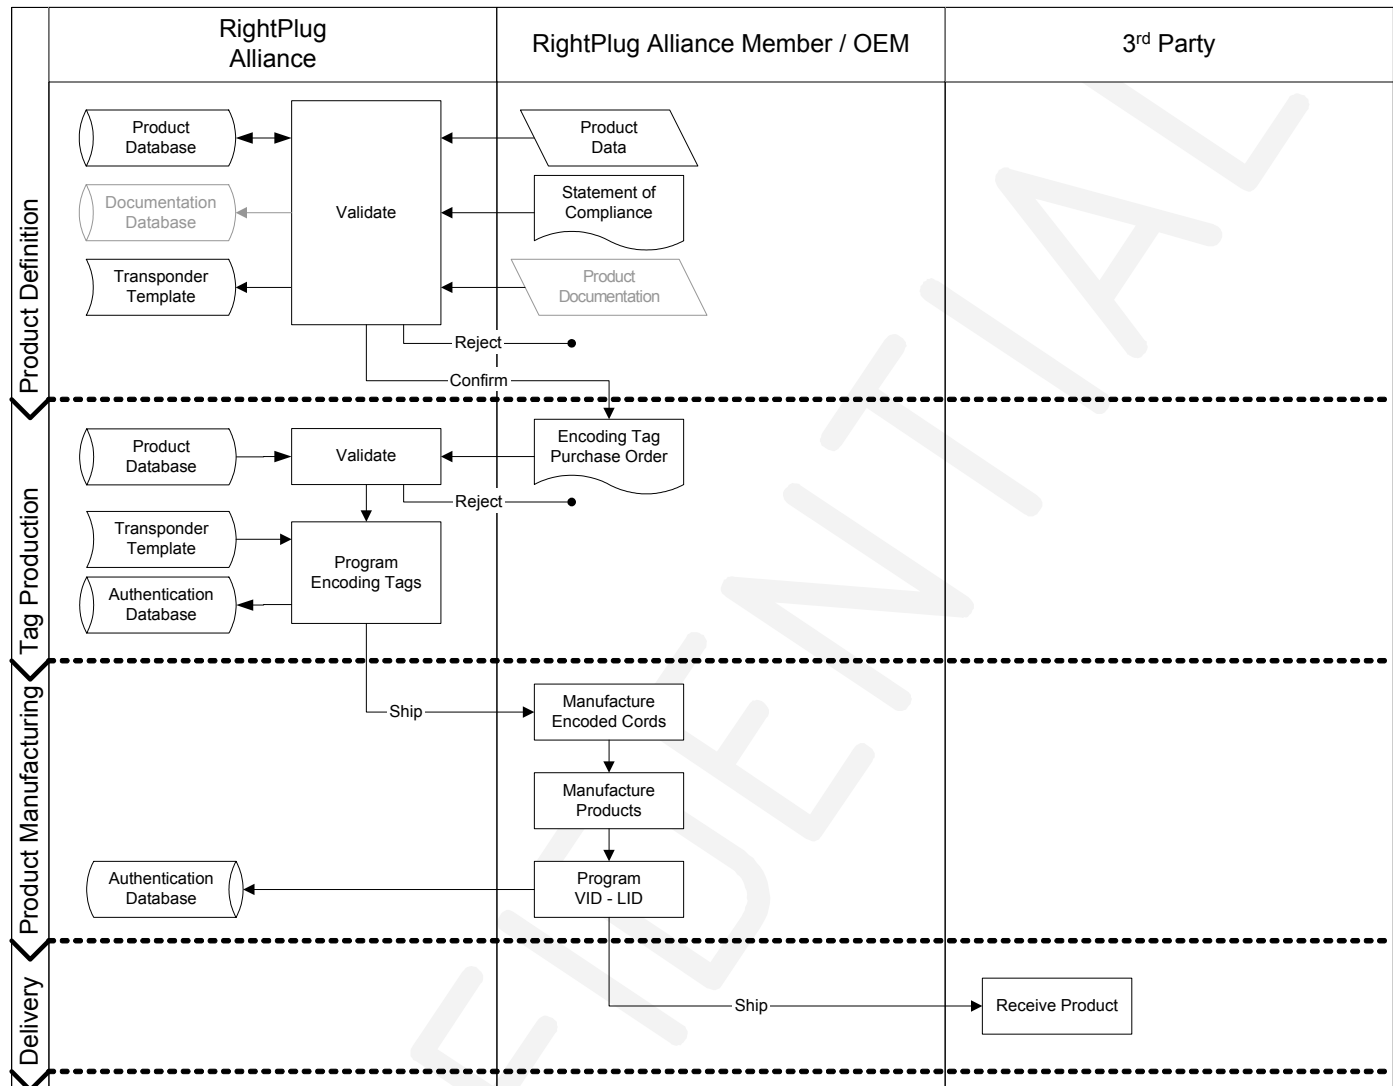 RightPlug
Alliance
RightPlug Alliance Member / OEM
3rd Party
Product Definition
Product
Database
Validate
Product
Data
Documentation
Database
Statement of
Compliance
Transponder
Template
Product
Documentation
Reject
Confirm
Tag Production
Product
Database
Validate
Encoding Tag
Purchase Order
Reject
Transponder
Template
Program
Encoding Tags
Authentication
Database
Product Manufacturing
Ship
Manufacture
Encoded Cords
Manufacture
Products
Authentication
Database
Program
VID - LID
Delivery
Ship
Receive Product
FIDENTIAL